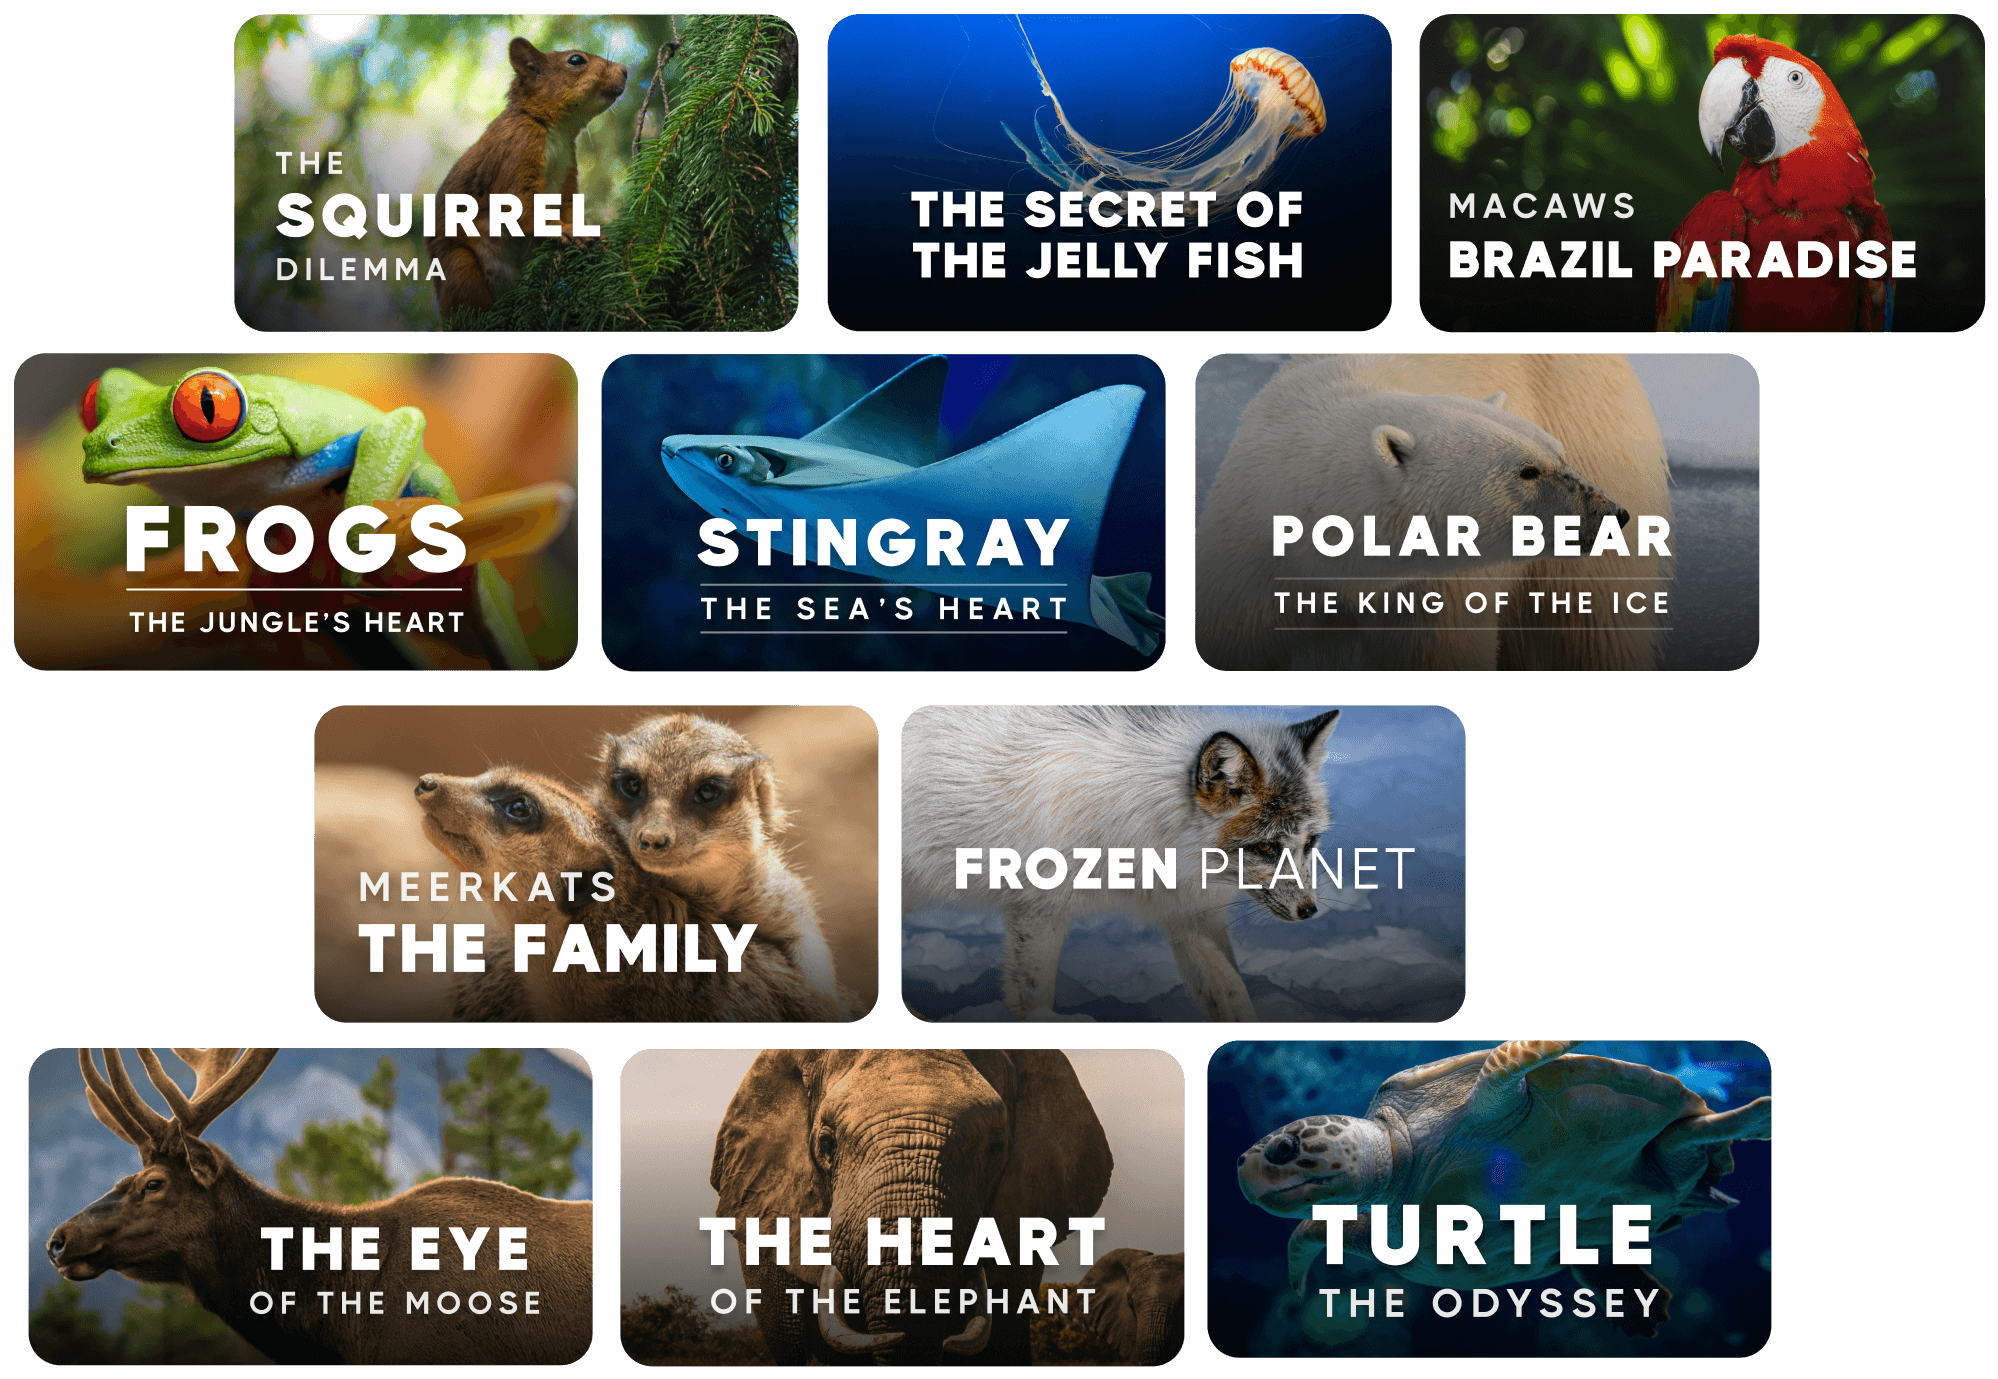 THE
SQUIRREL
DILEMMA
THE SECRET OF
THE JELLY FISH
MACAWS
BRAZIL PARADISE
FROGS
THE JUNGLE'S HEART
STINGRAY
THE SEA'S HEART
POLAR BEAR
THE KING OF THE ICE
MEERKATS
THE FAMILY
FROZEN PLANET
THE EYE
OF THE MOOSE
THE HEART
OF THE ELEPHANT
TURTLE
THE ODYSSEY